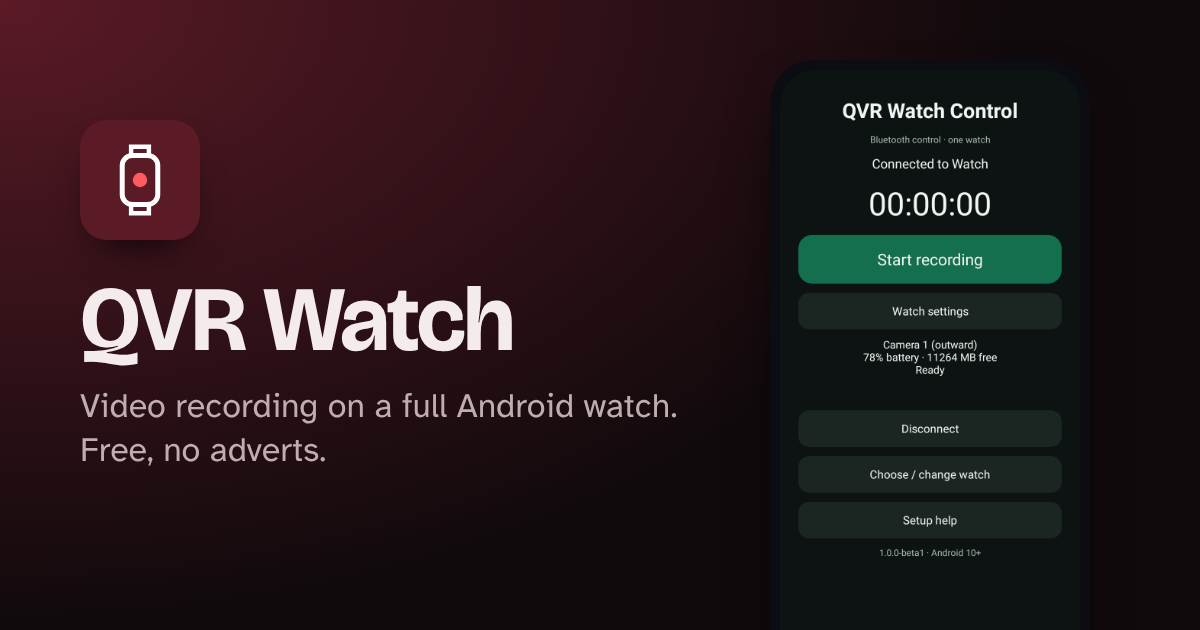 QVR Watch
Video recording on a full Android watch.
Free, no adverts.
QVR Watch Control
Bluetooth control · one watch
Connected to Watch
00:00:00
Start recording
Watch settings
Camera 1 (outward)
78% battery · 11264 MB free
Ready
Disconnect
Choose / change watch
Setup help
1.0.0-beta1 · Android 10+